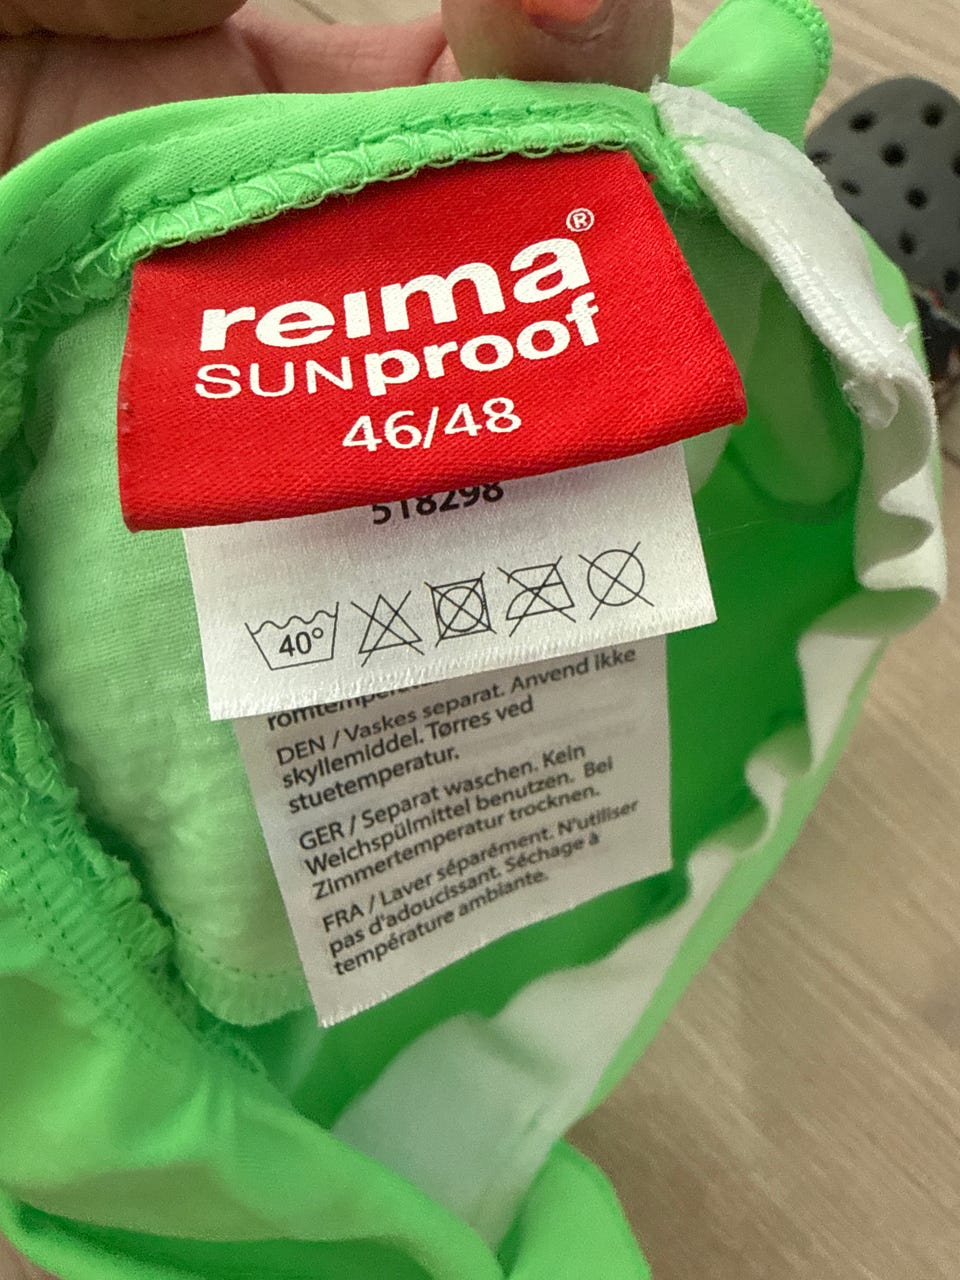 reima®
SUNproof
46/48
518298
40°
DEN / Vaskes separat. Anvend ikke
skyllemiddel. Tørres ved
stuetemperatur.
GER / Separat waschen. Kein
Weichspülmittel benutzen. Bei
Zimmertemperatur trocknen.
FRA / Laver séparément. N'utiliser
pas d'adoucissant. Séchage à
température ambiante.